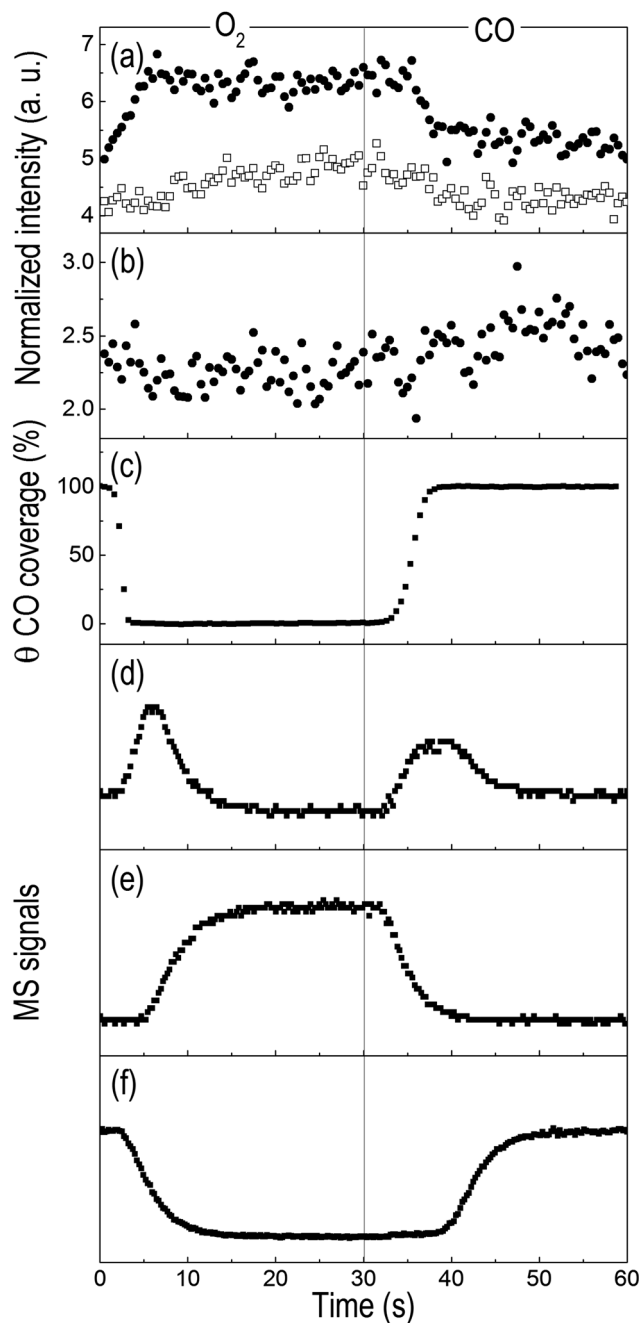 O₂ CO
(a)
7
6
5
4
Normalized intensity (a. u.)
(b)
3.0
2.5
2.0
(c)
100
50
0
θ CO coverage (%)
(d)
(e)
MS signals
(f)
0 10 20 30 40 50 60
Time (s)